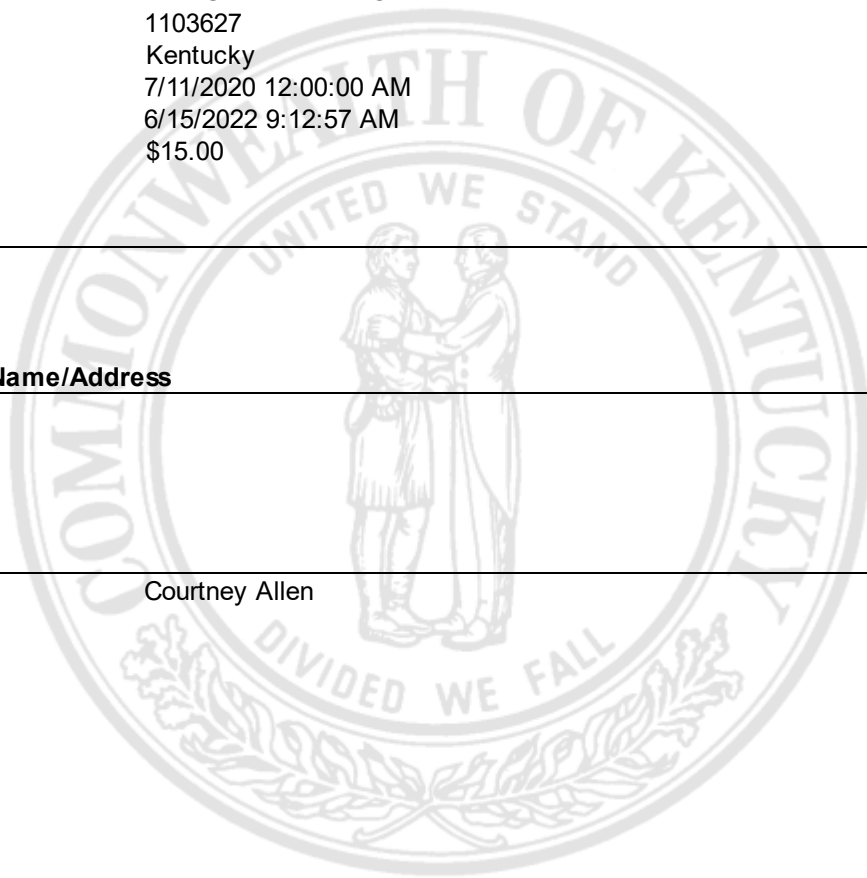 1103627
Kentucky
7/11/2020 12:00:00 AM
6/15/2022 9:12:57 AM
$15.00
COMMONWEALTH OF KENTUCKY
UNITED WE STAND
Name/Address
Courtney Allen
DIVIDED WE FALL